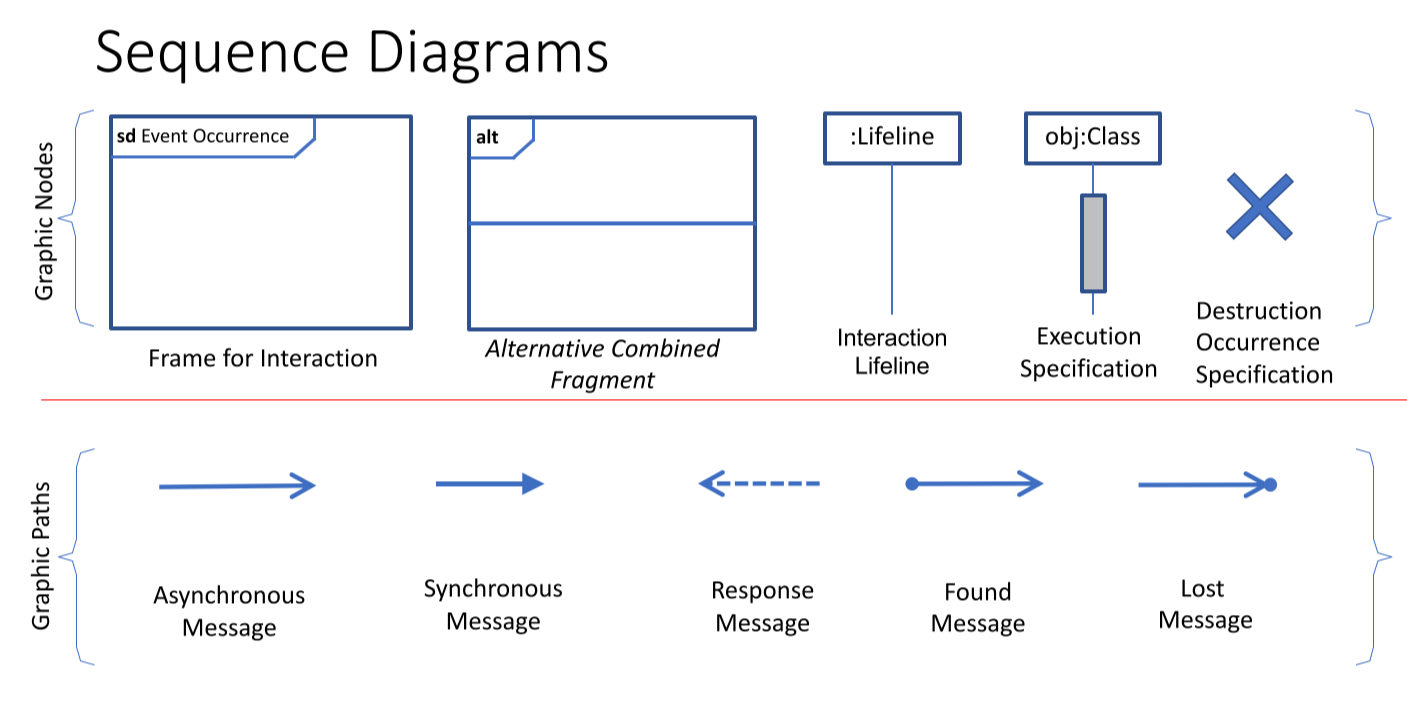 Sequence Diagrams
Graphic Nodes
sd Event Occurrence
alt
:Lifeline
obj:Class
Frame for Interaction
Alternative Combined
Fragment
Interaction
Lifeline
Execution
Specification
Destruction
Occurrence
Specification
Graphic Paths
Asynchronous
Message
Synchronous
Message
Response
Message
Found
Message
Lost
Message